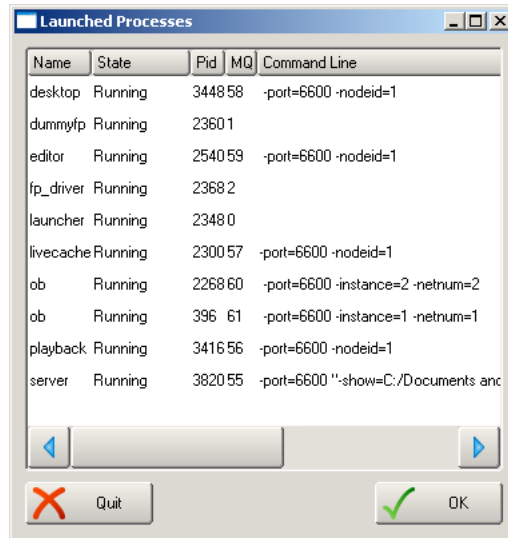 Launched Processes
Name State Pid MQ Command Line
desktop Running 3448 58 -port=6600 -nodeid=1
dummyfp Running 2360 1
editor Running 2540 59 -port=6600 -nodeid=1
fp_driver Running 2368 2
launcher Running 2348 0
livecache Running 2300 57 -port=6600 -nodeid=1
ob Running 2268 60 -port=6600 -instance=2 -netnum=2
ob Running 396 61 -port=6600 -instance=1 -netnum=1
playback Running 3416 56 -port=6600 -nodeid=1
server Running 3820 55 -port=6600 "-show=C:/Documents and
Quit OK